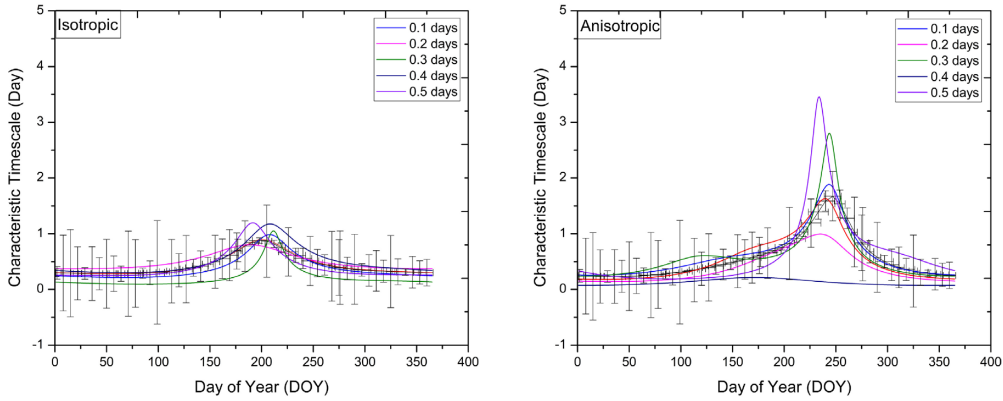 Isotropic
0.1 days
0.2 days
0.3 days
0.4 days
0.5 days
5
4
3
2
1
0
-1
Characteristic Timescale (Day)
0 50 100 150 200 250 300 350 400
Day of Year (DOY)
Anisotropic
0.1 days
0.2 days
0.3 days
0.4 days
0.5 days
5
4
3
2
1
0
-1
Characteristic Timescale (Day)
0 50 100 150 200 250 300 350 400
Day of Year (DOY)